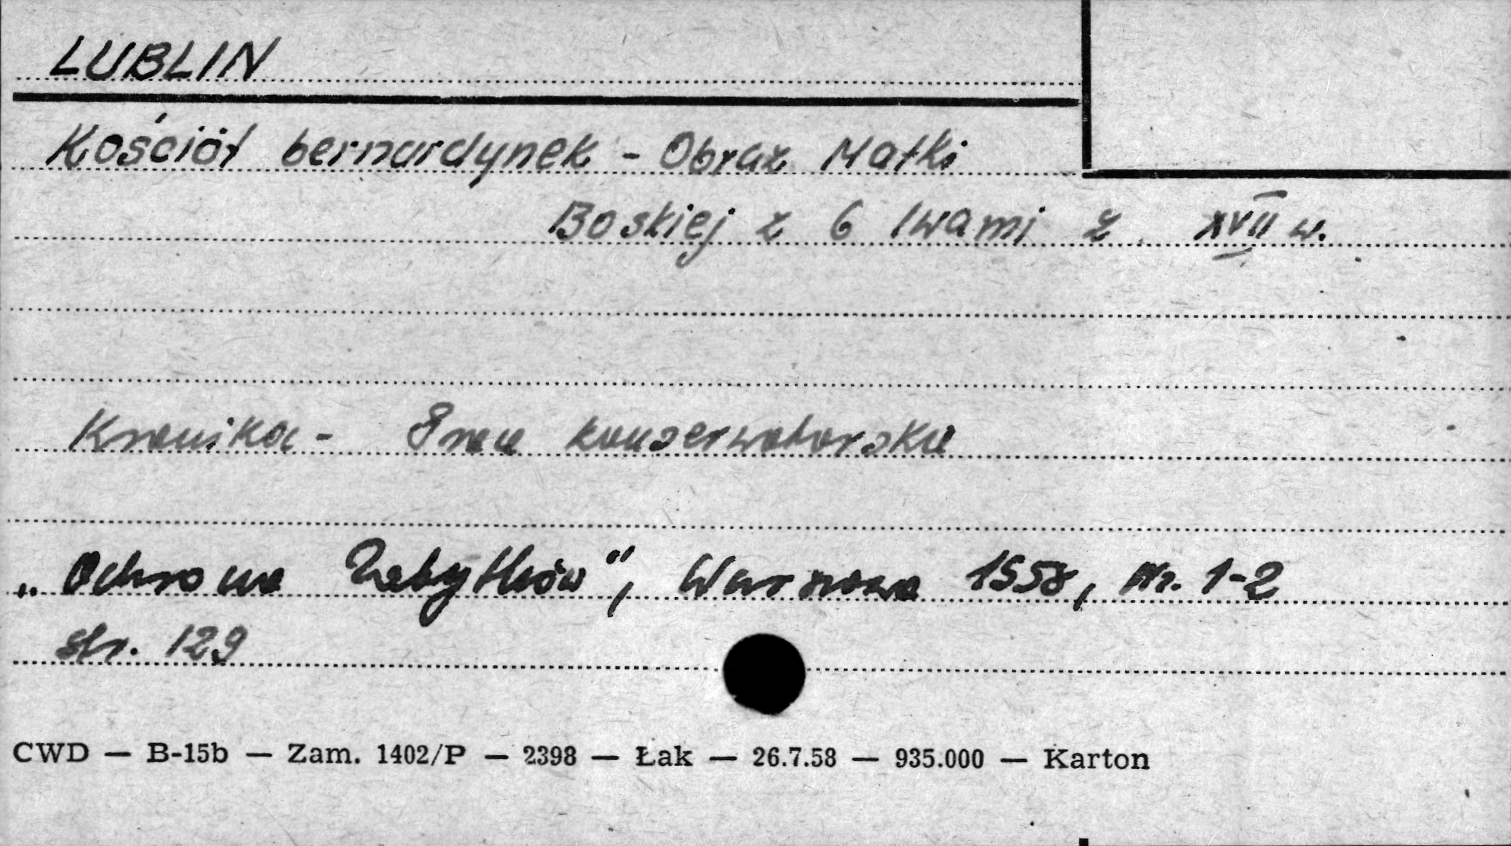 LUBLIN
Kościół bernardynek - Obraz Matki
Boskiej z 6 lwami z XVII w.
Kronika - Prace konserwatorskie
„Ochrona Zabytków", Warszawa 1958, Nr. 1-2
str. 129
CWD — B-15b — Zam. 1402/P — 2398 — Łak — 26.7.58 — 935.000 — Karton